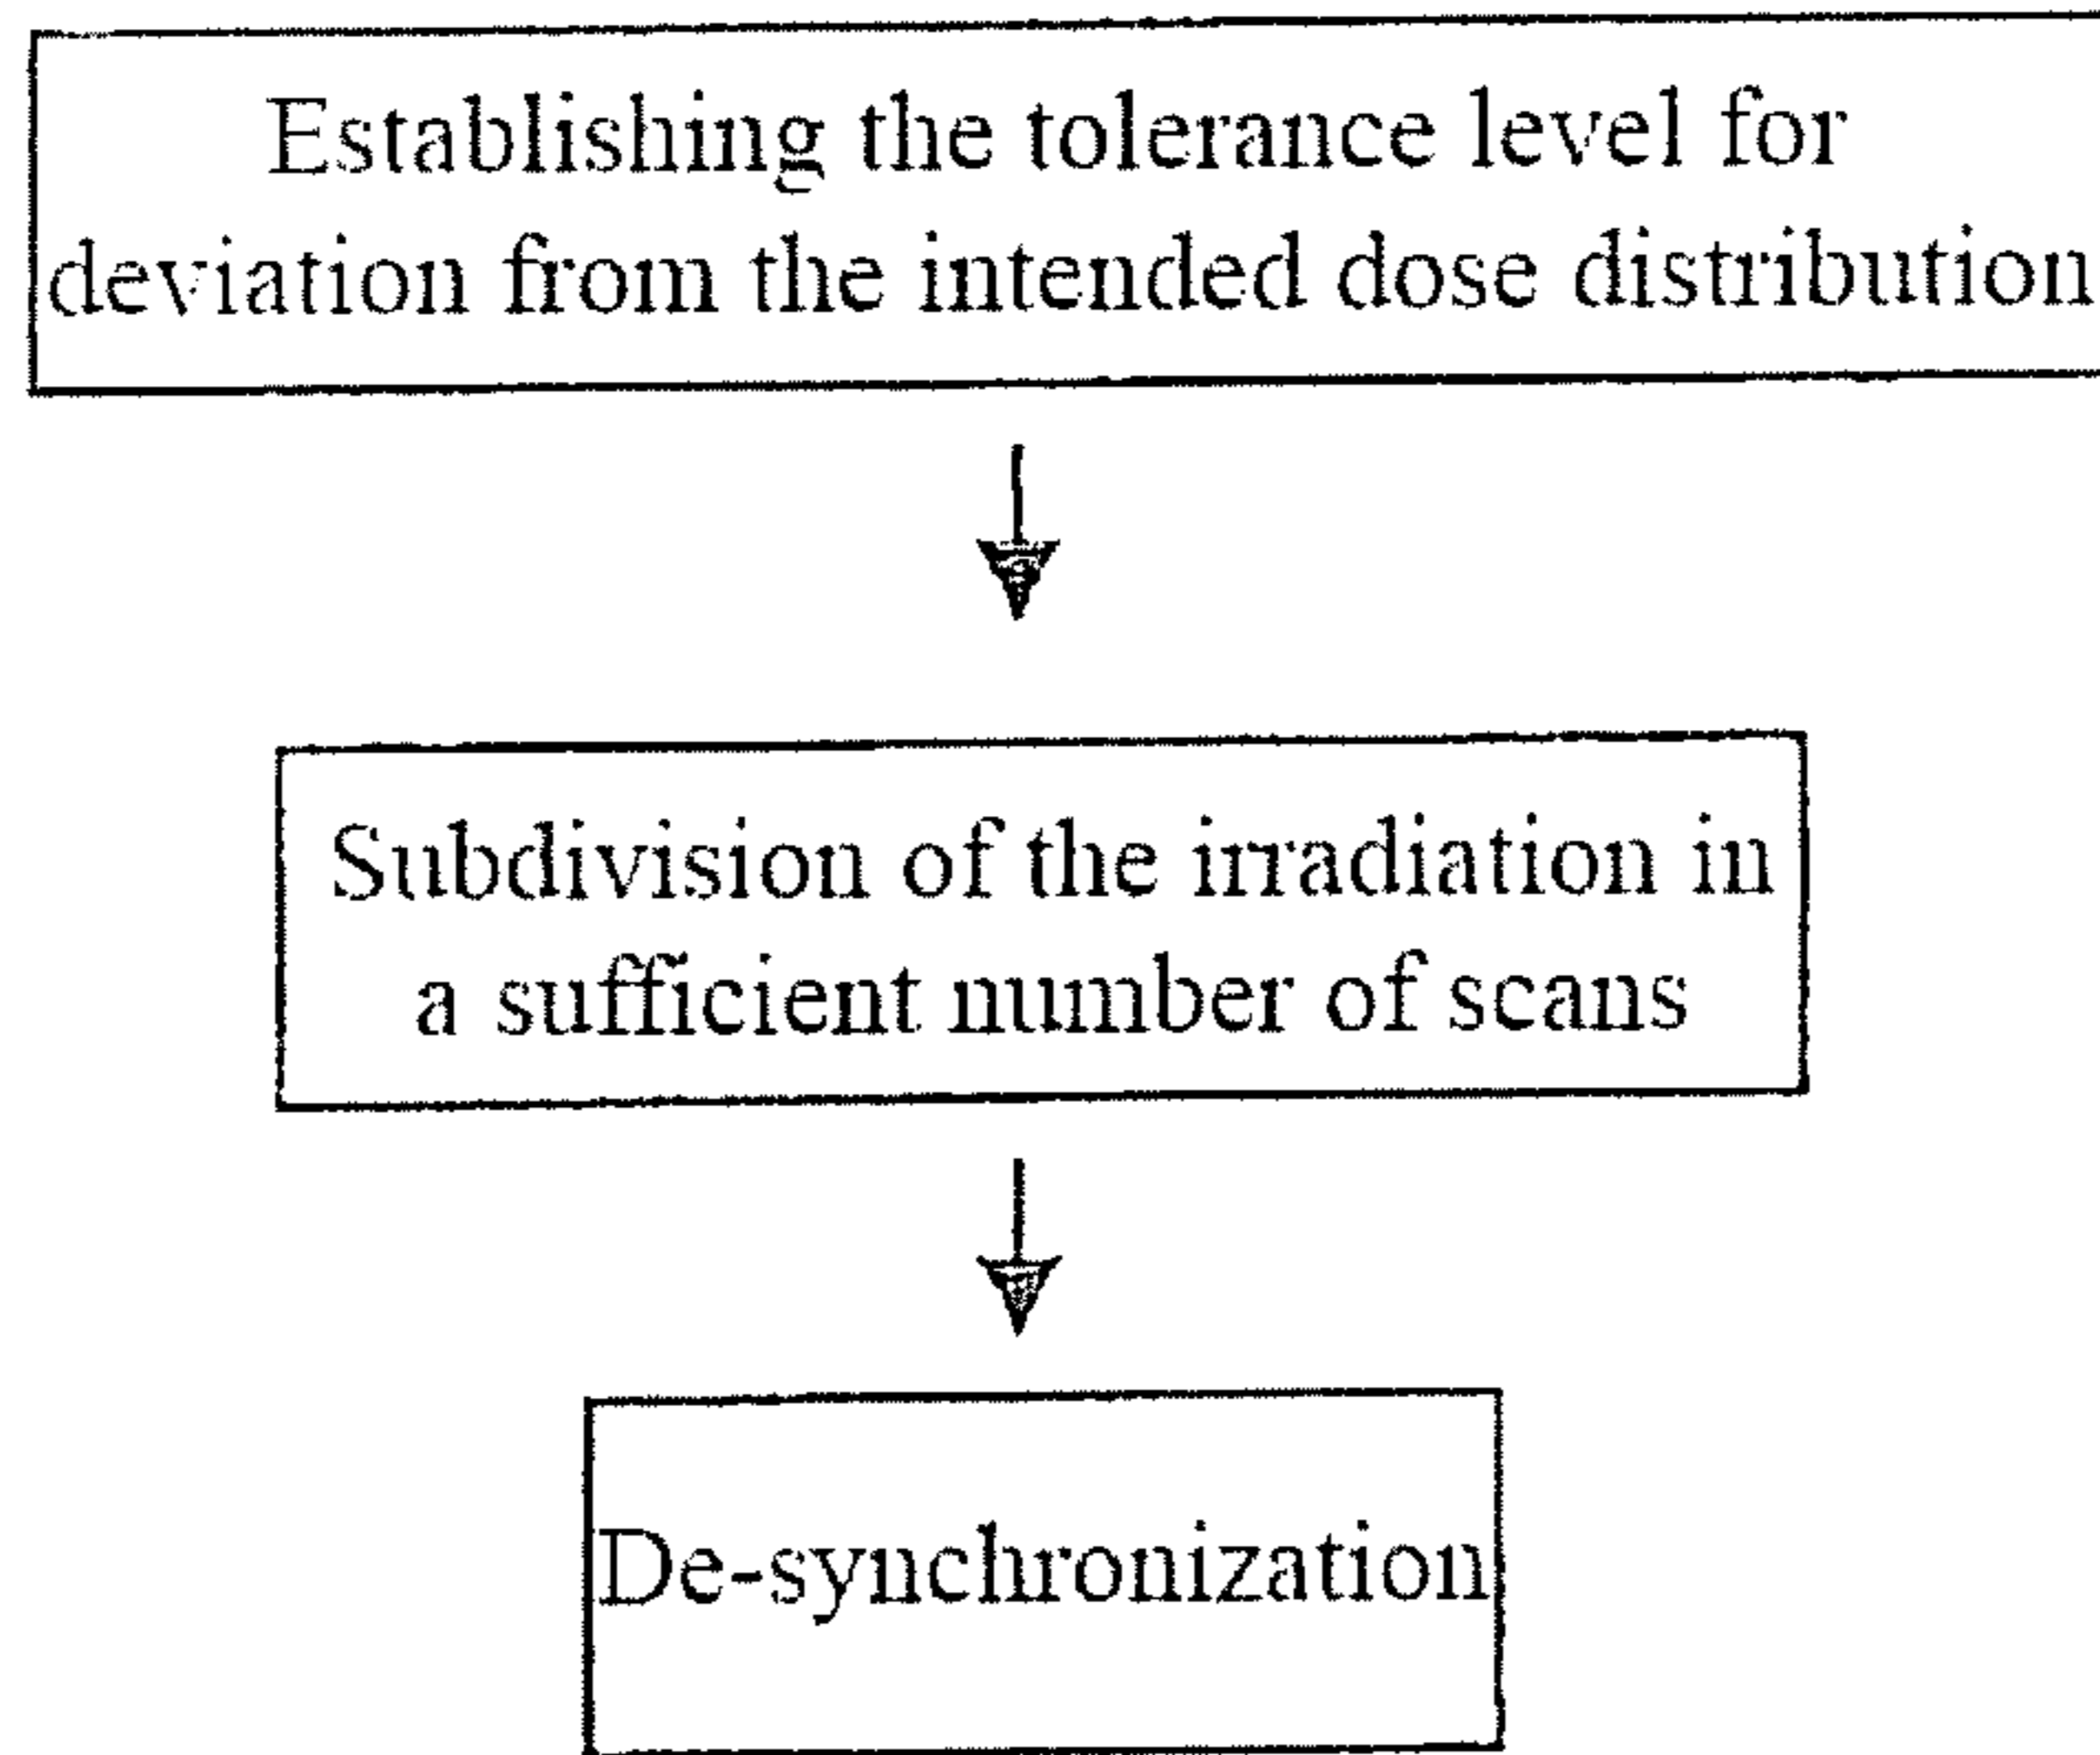 Establishing the tolerance level for
deviation from the intended dose distribution
Subdivision of the irradiation in
a sufficient number of scans
De-synchronization